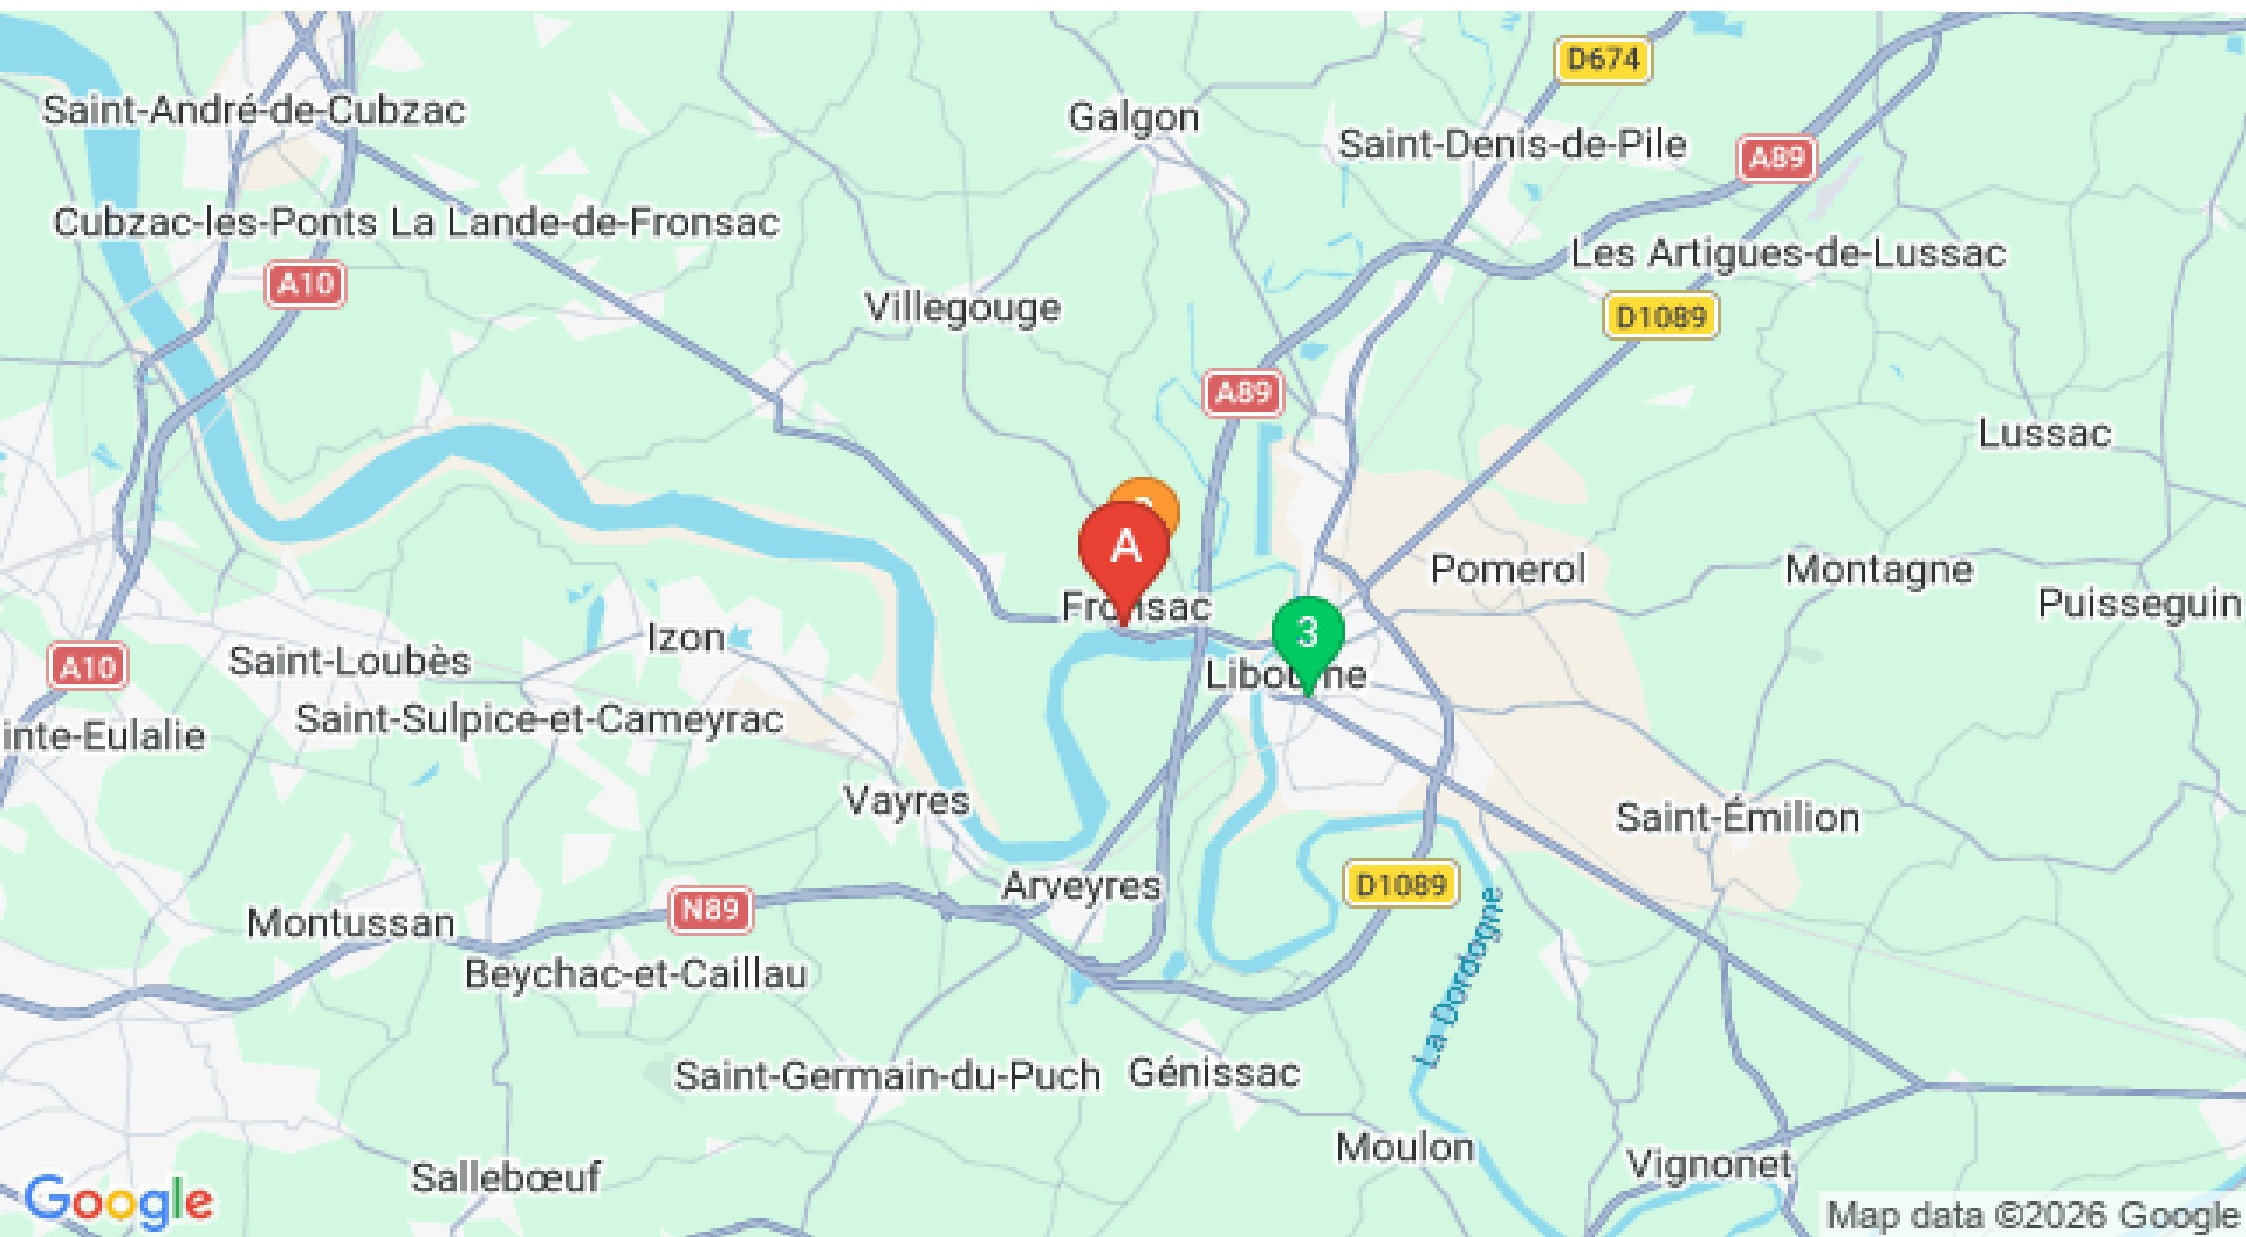 D674
Saint-André-de-Cubzac
Galgon
Saint-Denis-de-Pile
A89
Cubzac-les-Ponts
La Lande-de-Fronsac
Les Artigues-de-Lussac
A10
Villegouge
D1089
A89
Lussac
A
Pomerol
Montagne
Fronsac
Puisseguin
3
Izon
Saint-Loubès
A10
Libourne
Saint-Sulpice-et-Cameyrac
inte-Eulalie
Vayres
Saint-Émilion
Arveyres
D1089
N89
Montussan
La Dordogne
Beychac-et-Caillau
Saint-Germain-du-Puch
Génissac
Moulon
Vignonet
Sallebœuf
Google
Map data ©2026 Google